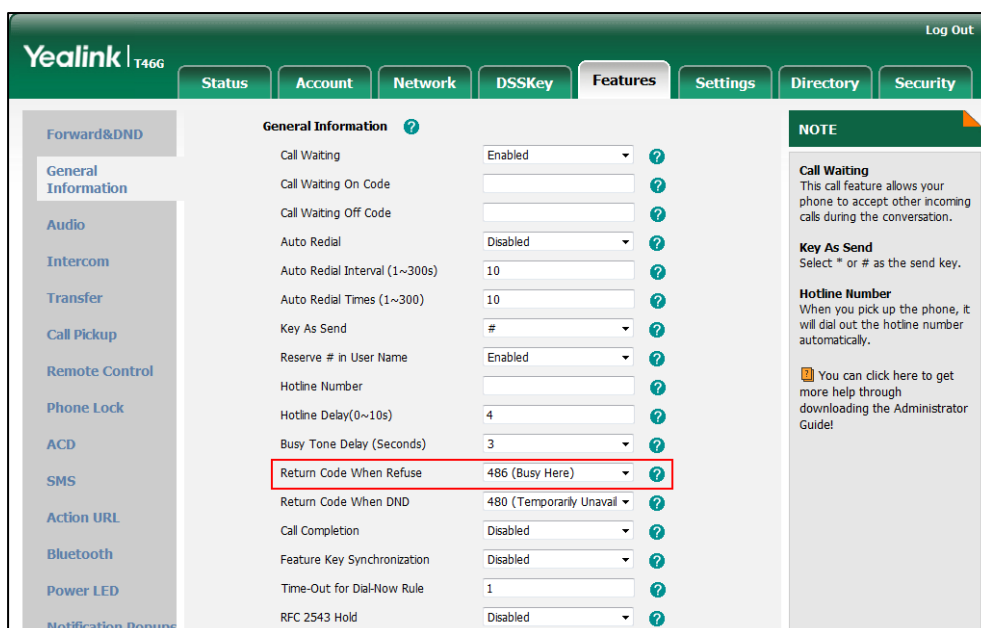 Log Out
Yealink | T46G
Status Account Network DSSKey Features Settings Directory Security
Forward&DND
General
Information
Audio
Intercom
Transfer
Call Pickup
Remote Control
Phone Lock
ACD
SMS
Action URL
Bluetooth
Power LED
Notification Popups
General Information ?
Call Waiting Enabled ?
Call Waiting On Code ?
Call Waiting Off Code ?
Auto Redial Disabled ?
Auto Redial Interval (1~300s) 10 ?
Auto Redial Times (1~300) 10 ?
Key As Send # ?
Reserve # in User Name Enabled ?
Hotline Number ?
Hotline Delay(0~10s) 4 ?
Busy Tone Delay (Seconds) 3 ?
Return Code When Refuse 486 (Busy Here) ?
Return Code When DND 480 (Temporarily Unavail ?
Call Completion Disabled ?
Feature Key Synchronization Disabled ?
Time-Out for Dial-Now Rule 1 ?
RFC 2543 Hold Disabled ?
NOTE
Call Waiting
This call feature allows your
phone to accept other incoming
calls during the conversation.
Key As Send
Select * or # as the send key.
Hotline Number
When you pick up the phone, it
will dial out the hotline number
automatically.
? You can click here to get
more help through
downloading the Administrator
Guide!